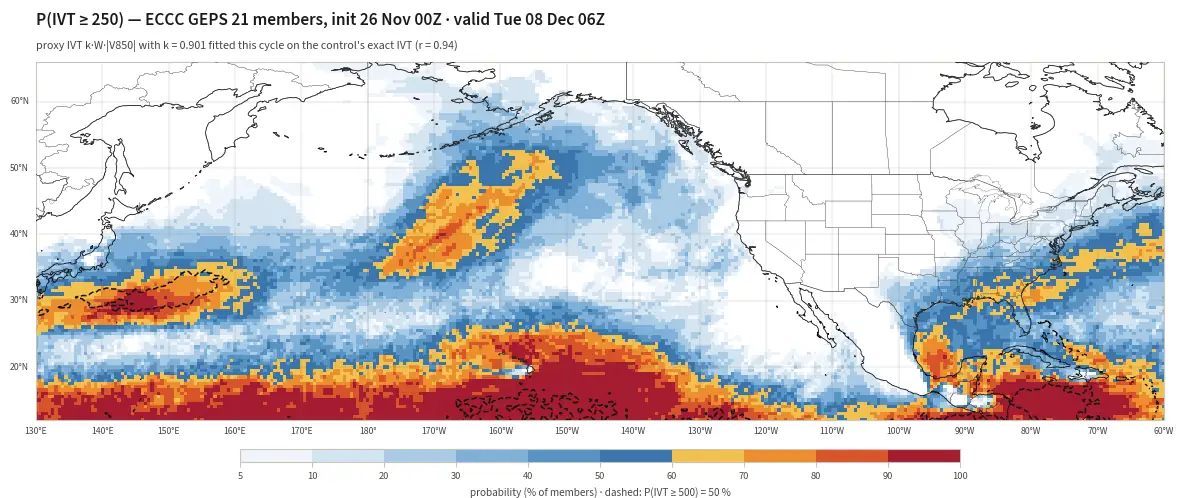 P(IVT ≥ 250) — ECCC GEPS 21 members, init 26 Nov 00Z · valid Tue 08 Dec 06Z
proxy IVT k·W·|V850| with k = 0.901 fitted this cycle on the control's exact IVT (r = 0.94)
60°N
50°N
40°N
30°N
20°N
130°E 140°E 150°E 160°E 170°E 180° 170°W 160°W 150°W 140°W 130°W 120°W 110°W 100°W 90°W 80°W 70°W 60°W
5 10 20 30 40 50 60 70 80 90 100
probability (% of members) · dashed: P(IVT ≥ 500) = 50 %